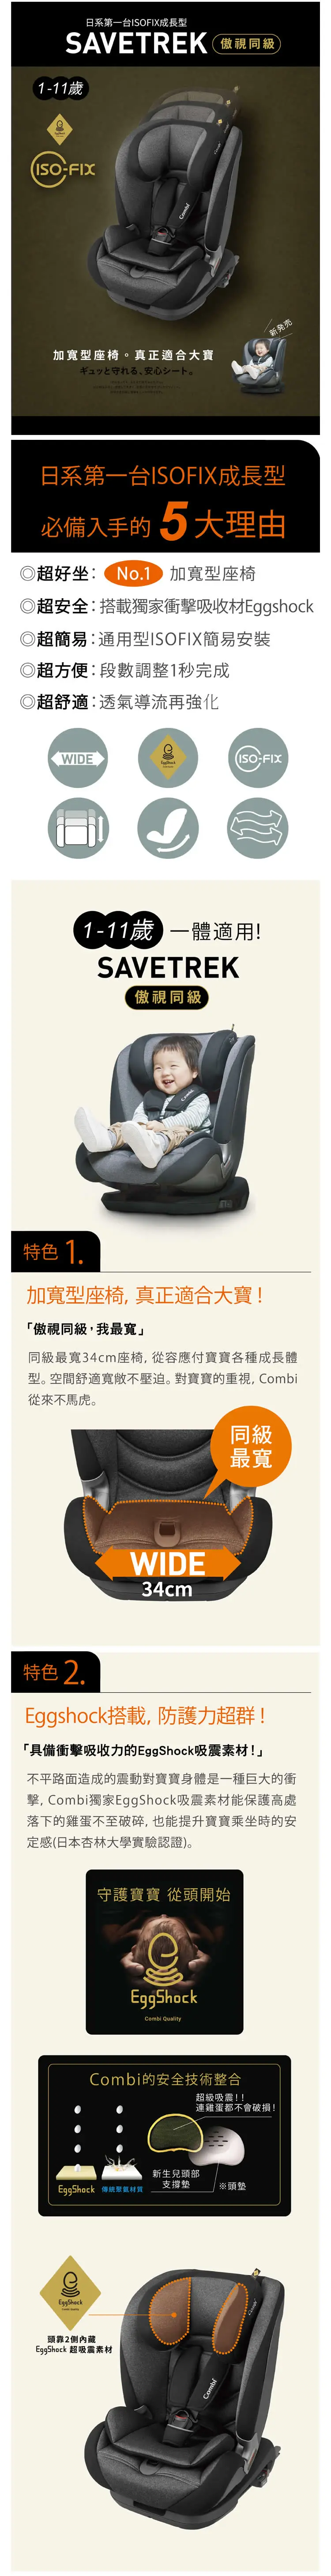 日系第一台ISOFIX成長型
SAVETREK 傲視同級
1-11歲
ISO-FIX
Combi
新発売
加寬型座椅。真正適合大寶
ギュッと守れる、安心シート。
日系第一台ISOFIX成長型
必備入手的5大理由
◎超好坐: No.1 加寬型座椅
◎超安全: 搭載獨家衝擊吸收材Eggshock
◎超簡易: 通用型ISOFIX簡易安裝
◎超方便: 段數調整1秒完成
◎超舒適: 透氣導流再強化
WIDE
EggShock
ISO-FIX
1-11歲 一體適用!
SAVETREK
傲視同級
Combi
特色 1.
加寬型座椅, 真正適合大寶!
「傲視同級,我最寬」
同級最寬34cm座椅, 從容應付寶寶各種成長體
型。空間舒適寬敞不壓迫。對寶寶的重視, Combi
從來不馬虎。
同級
最寬
WIDE
34cm
特色 2.
Eggshock搭載, 防護力超群!
「具備衝擊吸收力的EggShock吸震素材!」
不平路面造成的震動對寶寶身體是一種巨大的衝
擊, Combi獨家EggShock吸震素材能保護高處
落下的雞蛋不至破碎, 也能提升寶寶乘坐時的安
定感(日本杏林大學實驗認證)。
守護寶寶 從頭開始
EggShock
Combi Quality
Combi的安全技術整合
超級吸震!!
連雞蛋都不會破損!
EggShock
傳統聚氨材質
新生兒頭部
支撐墊
※頭墊
EggShock
頭靠2側內藏
EggShock 超吸震素材
Combi